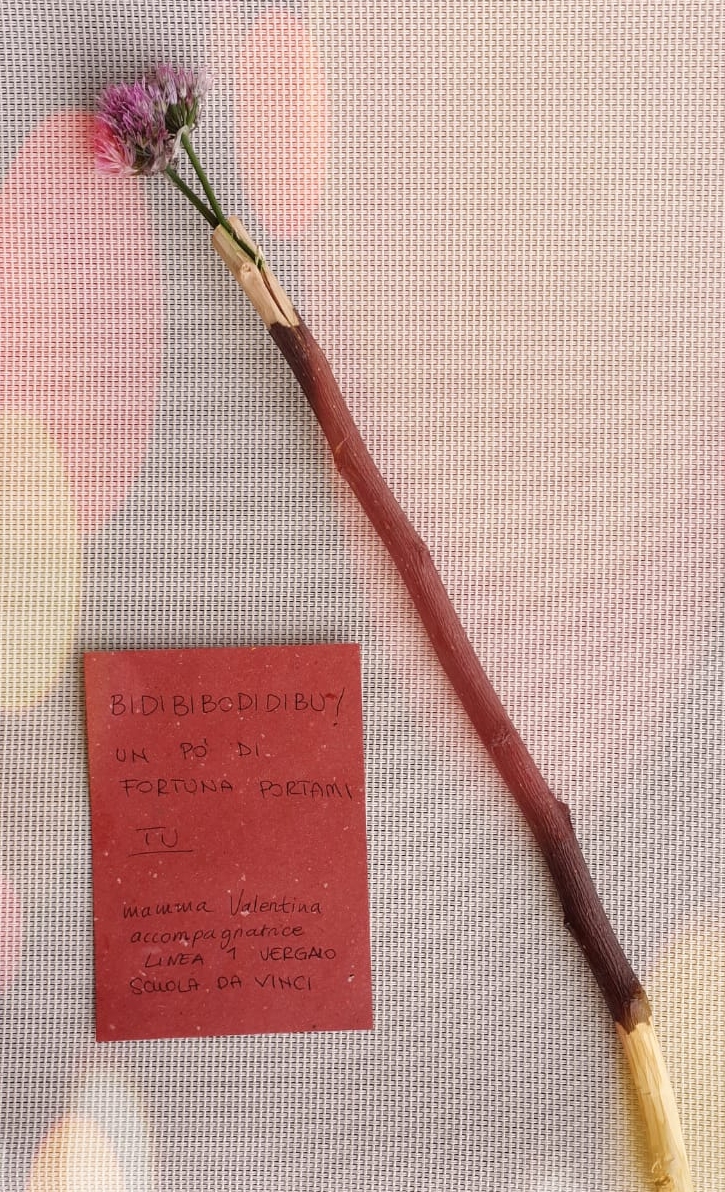 BIDIBIBODIDIBU
UN PO' DI
FORTUNA PORTAMI
TU
mamma Valentina
accompagnatrice
LINEA 1 VERGAIO
SCUOLA DA VINCI